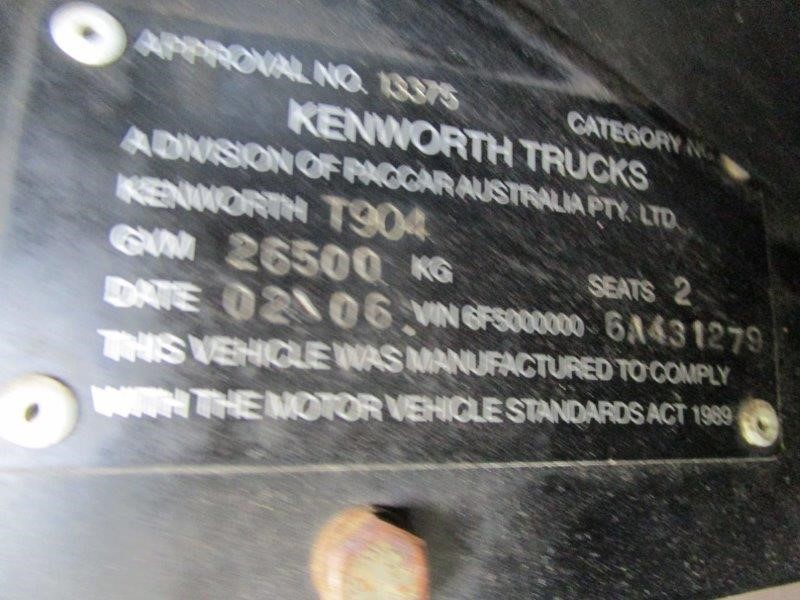 APPROVAL NO. 13375
CATEGORY
KENWORTH TRUCKS
A DIVISION OF PACCAR AUSTRALIA PTY. LTD.
KENWORTH T904
GVM 26500 KG SEATS 2
DATE 02\06 VIN 6F5000000 6A431279
THIS VEHICLE WAS MANUFACTURED TO COMPLY
WITH THE MOTOR VEHICLE STANDARDS ACT 1989